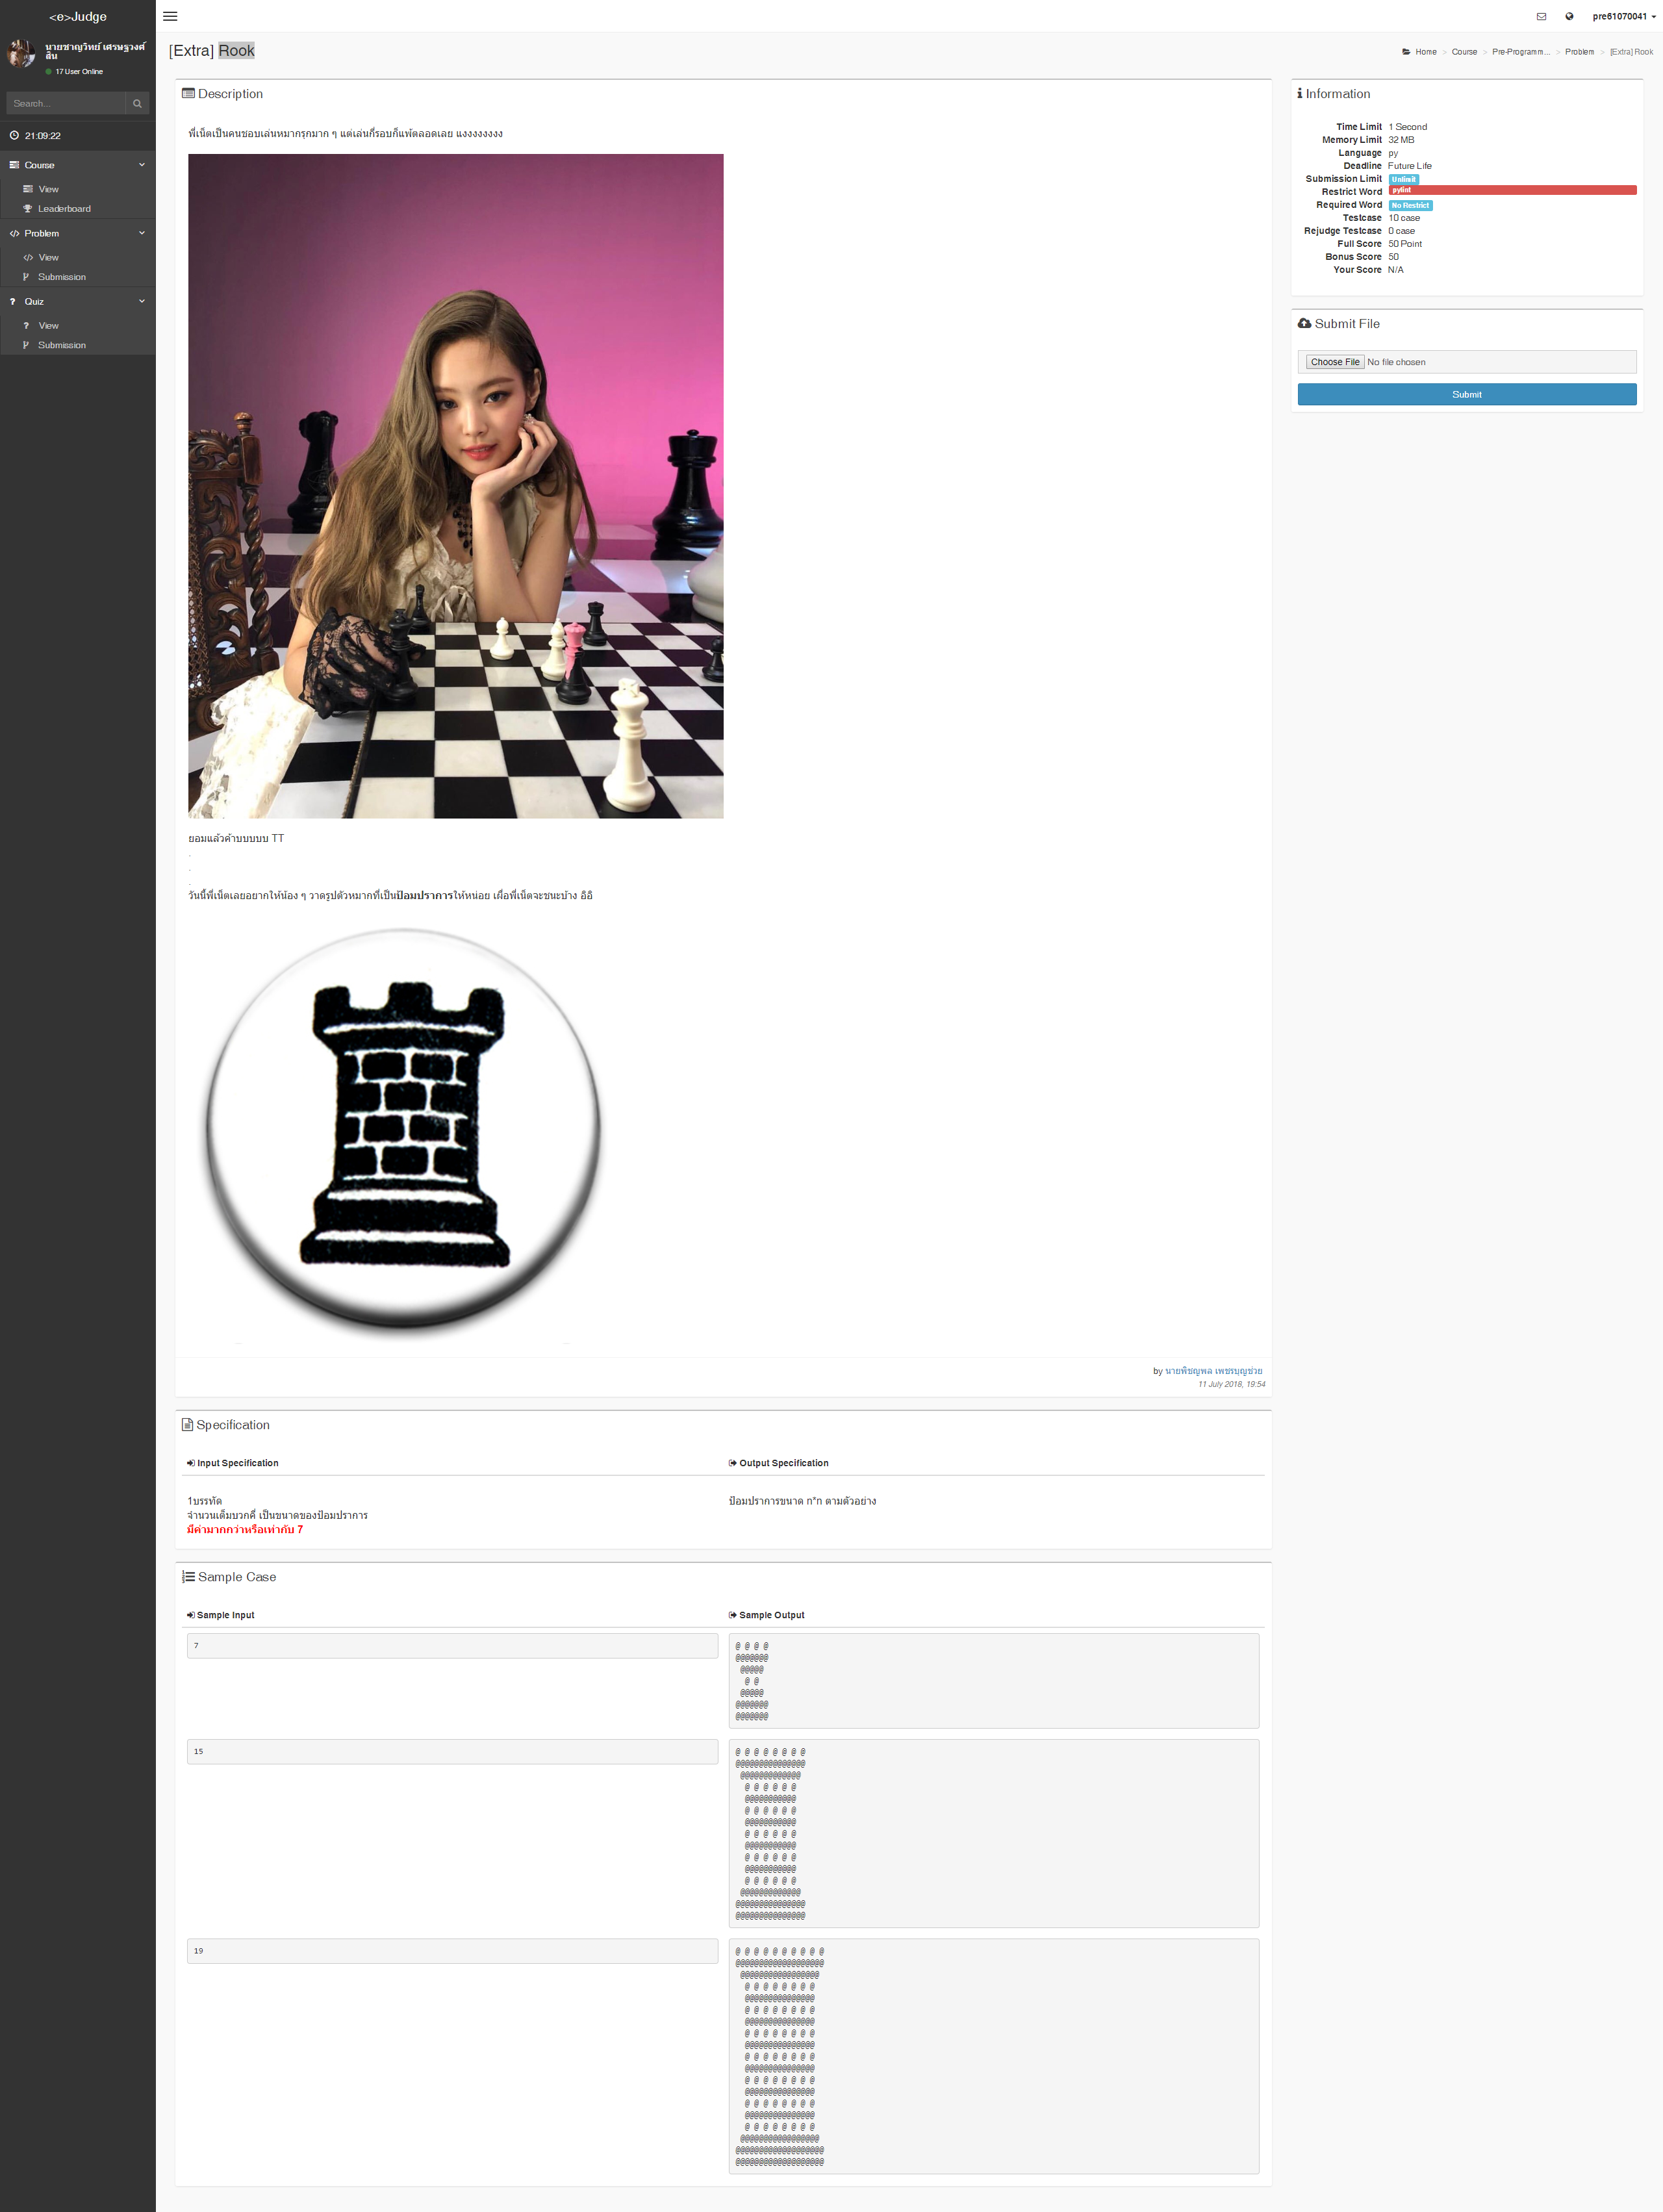 <e>Judge
นายชาญวิทย์ เศรษฐวงศ์
สิน
17 User Online
Search...
21:09:22
Course
View
Leaderboard
Problem
View
Submission
Quiz
View
Submission
pre61070041
[Extra] Rook
Home > Course > Pre-Programm... > Problem > [Extra] Rook
Description
พี่เน็ตเป็นคนชอบเล่นหมากรุกมาก ๆ แต่เล่นกี่รอบก็แพ้ตลอดเลย แงงงงงงงง
ยอมแล้วค้าบบบบบ TT
.
.
.
วันนี้พี่เน็ตเลยอยากให้น้อง ๆ วาดรูปตัวหมากที่เป็นป้อมปราการให้หน่อย เผื่อพี่เน็ตจะชนะบ้าง อิอิ
by นายพิชญพล เพชรบุญช่วย
11 July 2018, 19:54
Information
Time Limit 1 Second
Memory Limit 32 MB
Language py
Deadline Future Life
Submission Limit Unlimit
Restrict Word pylint
Required Word No Restrict
Testcase 10 case
Rejudge Testcase 0 case
Full Score 50 Point
Bonus Score 50
Your Score N/A
Submit File
Choose File No file chosen
Submit
Specification
Input Specification
1บรรทัด
จำนวนเต็มบวกคี่ เป็นขนาดของป้อมปราการ
มีค่ามากกว่าหรือเท่ากับ 7
Output Specification
ป้อมปราการขนาด n*n ตามตัวอย่าง
Sample Case
Sample Input
Sample Output
7
@ @ @ @
@@@@@@@
 @@@@@
  @ @
 @@@@@
@@@@@@@
@@@@@@@
15
@ @ @ @ @ @ @ @
@@@@@@@@@@@@@@@
 @@@@@@@@@@@@@
  @ @ @ @ @ @
  @@@@@@@@@@@
  @ @ @ @ @ @
  @@@@@@@@@@@
  @ @ @ @ @ @
  @@@@@@@@@@@
  @ @ @ @ @ @
  @@@@@@@@@@@
  @ @ @ @ @ @
 @@@@@@@@@@@@@
@@@@@@@@@@@@@@@
@@@@@@@@@@@@@@@
19
@ @ @ @ @ @ @ @ @ @
@@@@@@@@@@@@@@@@@@@
 @@@@@@@@@@@@@@@@@
  @ @ @ @ @ @ @ @
  @@@@@@@@@@@@@@@
  @ @ @ @ @ @ @ @
  @@@@@@@@@@@@@@@
  @ @ @ @ @ @ @ @
  @@@@@@@@@@@@@@@
  @ @ @ @ @ @ @ @
  @@@@@@@@@@@@@@@
  @ @ @ @ @ @ @ @
  @@@@@@@@@@@@@@@
  @ @ @ @ @ @ @ @
  @@@@@@@@@@@@@@@
  @ @ @ @ @ @ @ @
 @@@@@@@@@@@@@@@@@
@@@@@@@@@@@@@@@@@@@
@@@@@@@@@@@@@@@@@@@